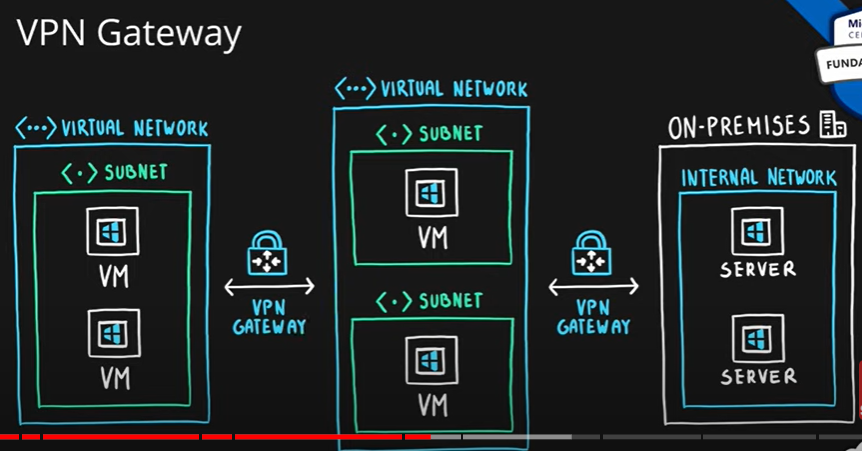 VPN Gateway
CE
<···> VIRTUAL NETWORK
<·> SUBNET
VM
VM
VPN
GATEWAY
<···> VIRTUAL NETWORK
<·> SUBNET
VM
<·> SUBNET
VM
VPN
GATEWAY
ON-PREMISES
INTERNAL NETWORK
SERVER
SERVER